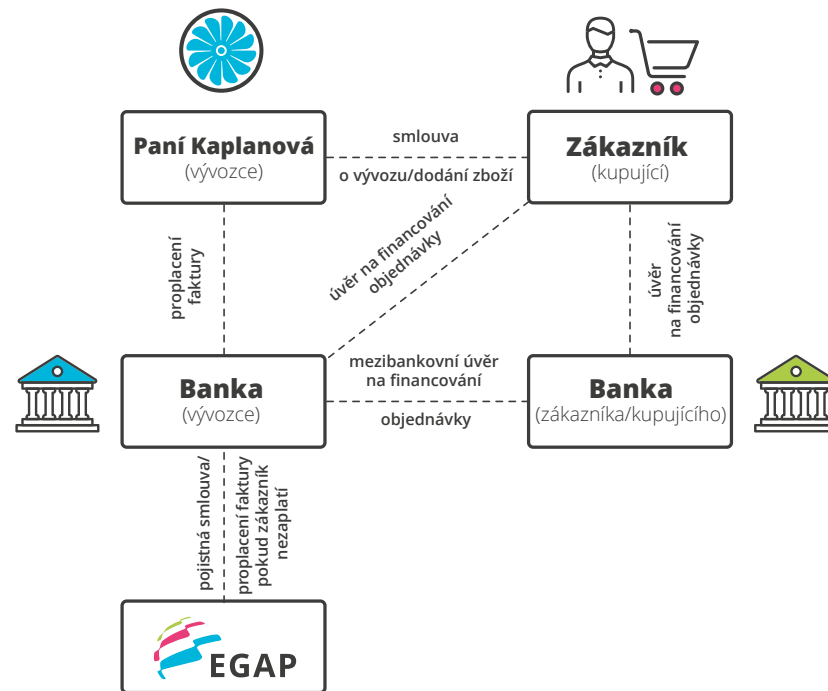 Paní Kaplanová
(vývozce)
smlouva
o vývozu/dodání zboží
Zákazník
(kupující)
proplacení
faktury
úvěr na financování
objednávky
úvěr
na financování
objednávky
Banka
(vývozce)
mezibankovní úvěr
na financování
objednávky
Banka
(zákazníka/kupujícího)
pojistná smlouva/
proplacení faktury
pokud zákazník
nezaplatí
EGAP